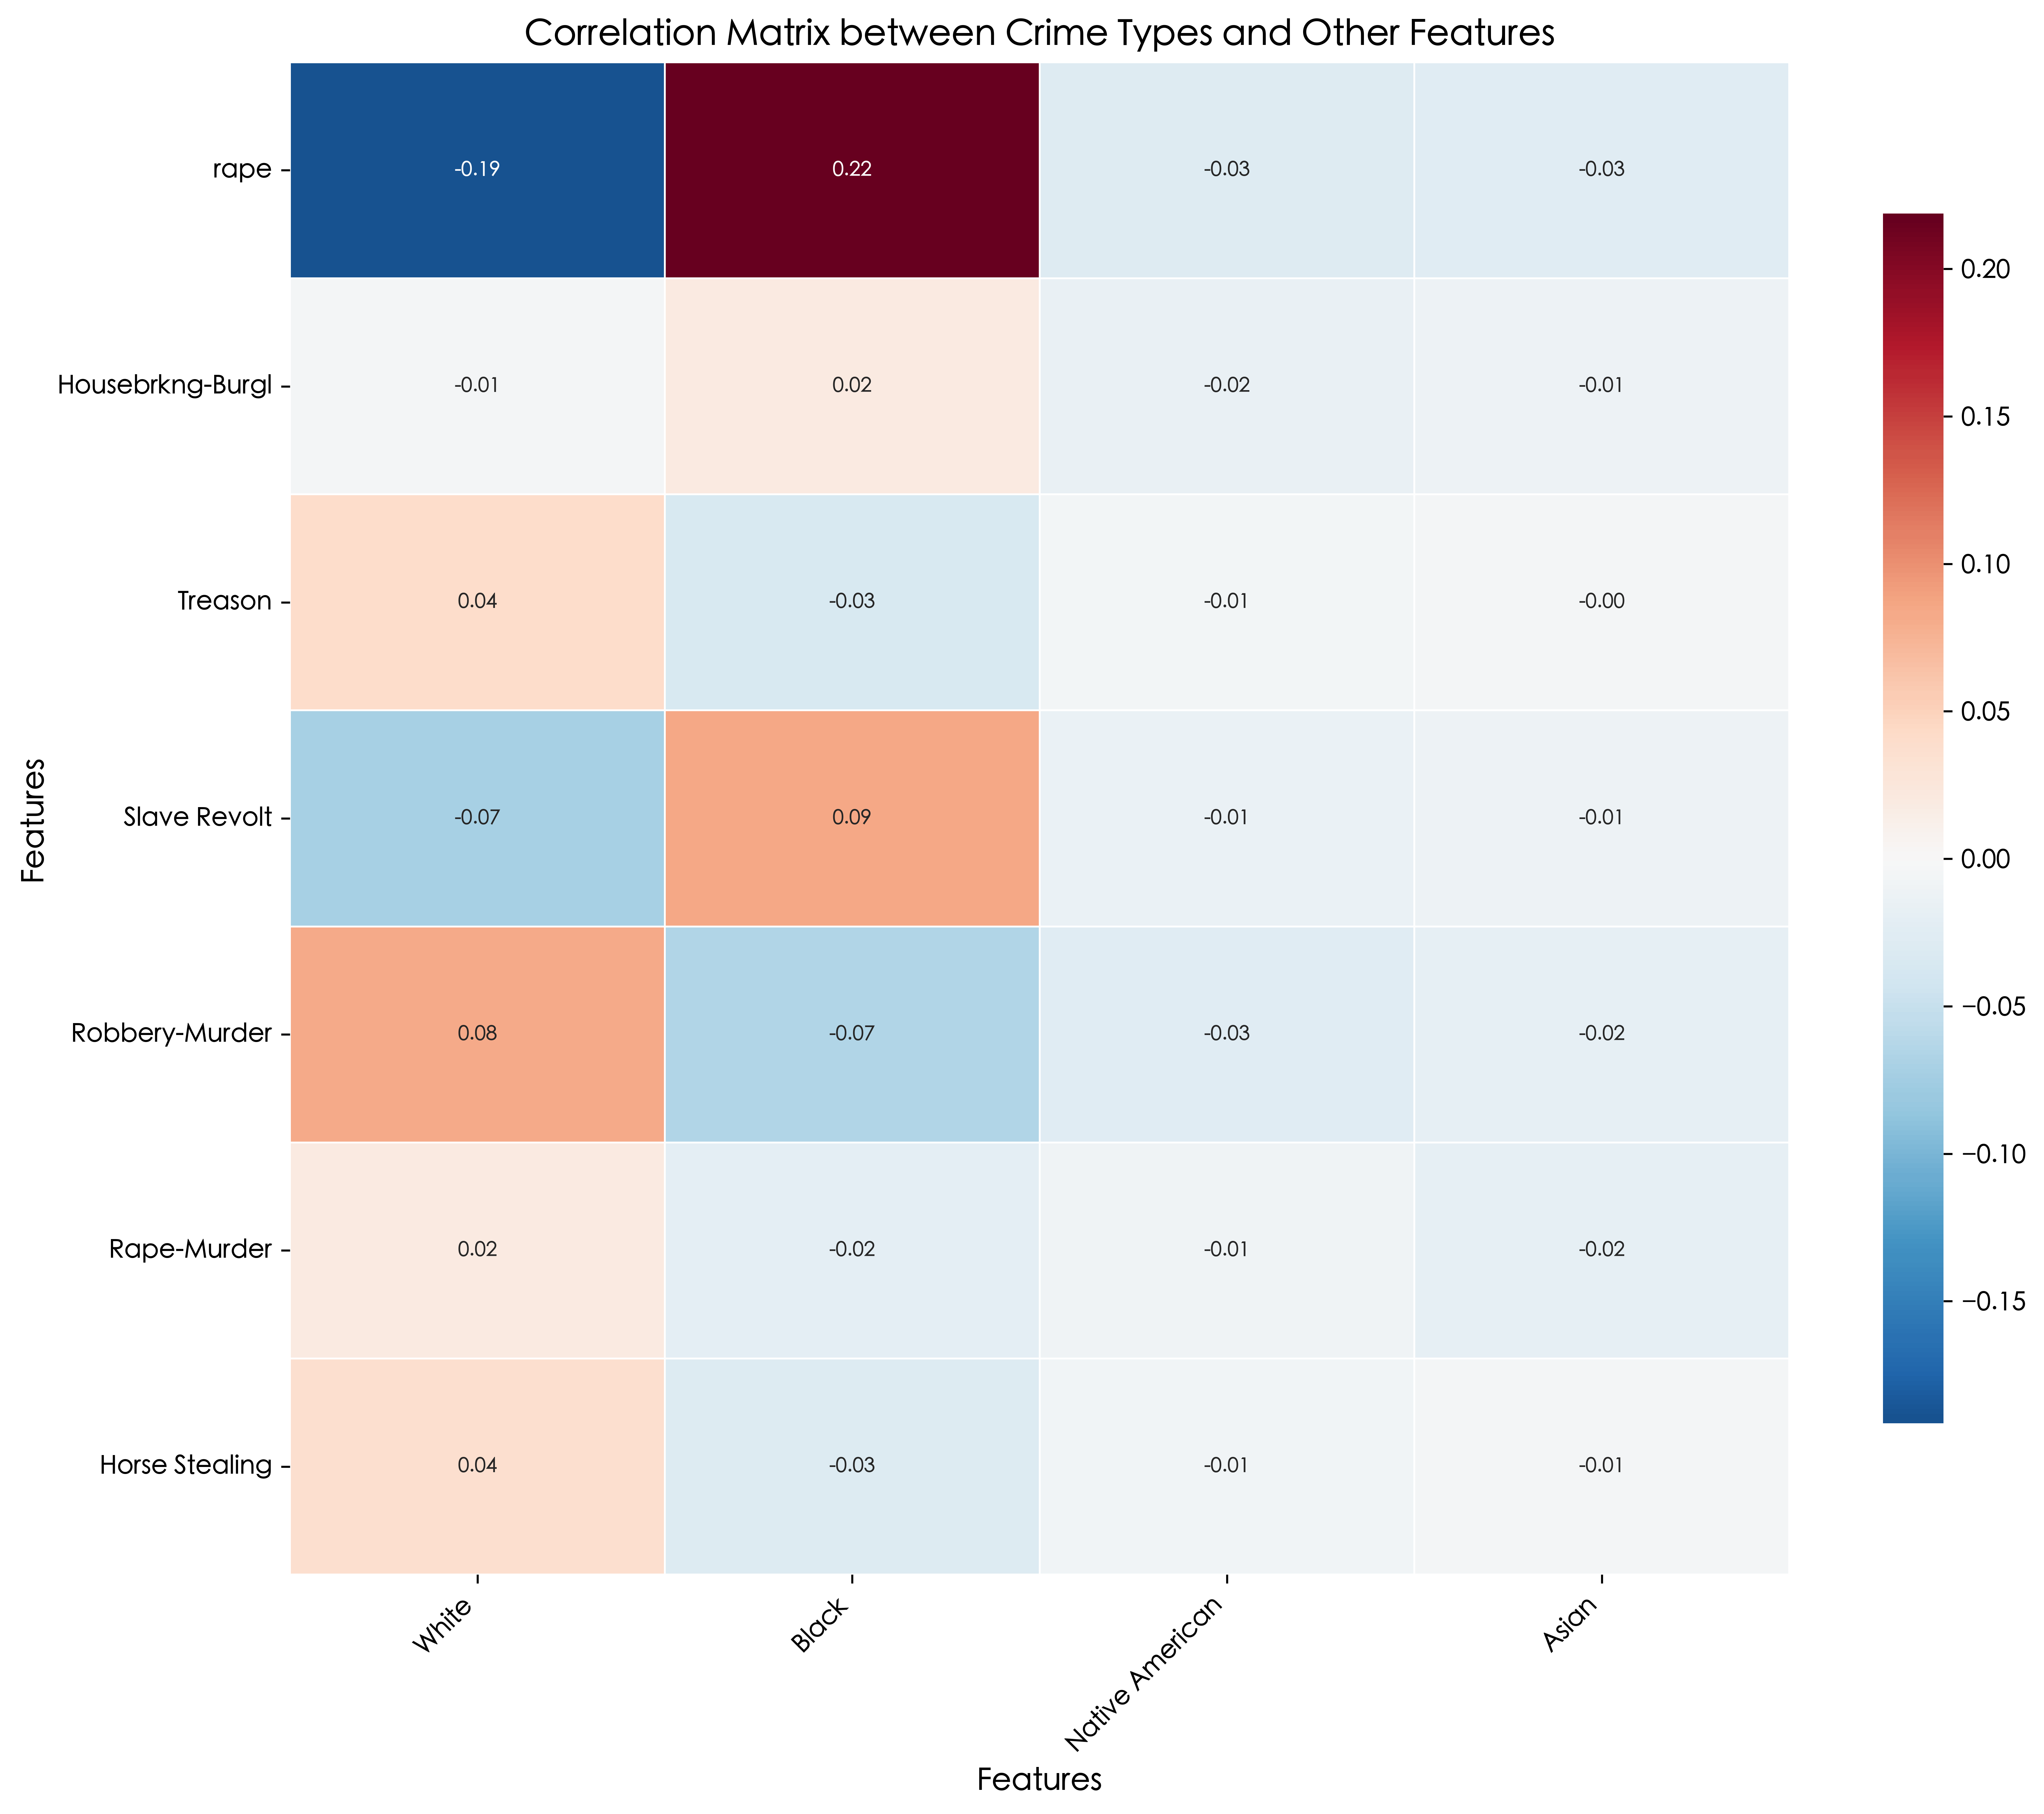 Correlation Matrix between Crime Types and Other Features
rape
-0.19
0.22
-0.03
-0.03
Housebrkng-Burgl
-0.01
0.02
-0.02
-0.01
Treason
0.04
-0.03
-0.01
-0.00
Slave Revolt
-0.07
0.09
-0.01
-0.01
Robbery-Murder
0.08
-0.07
-0.03
-0.02
Rape-Murder
0.02
-0.02
-0.01
-0.02
Horse Stealing
0.04
-0.03
-0.01
-0.01
Features
White
Black
Native American
Asian
Features
0.20
0.15
0.10
0.05
0.00
−0.05
−0.10
−0.15